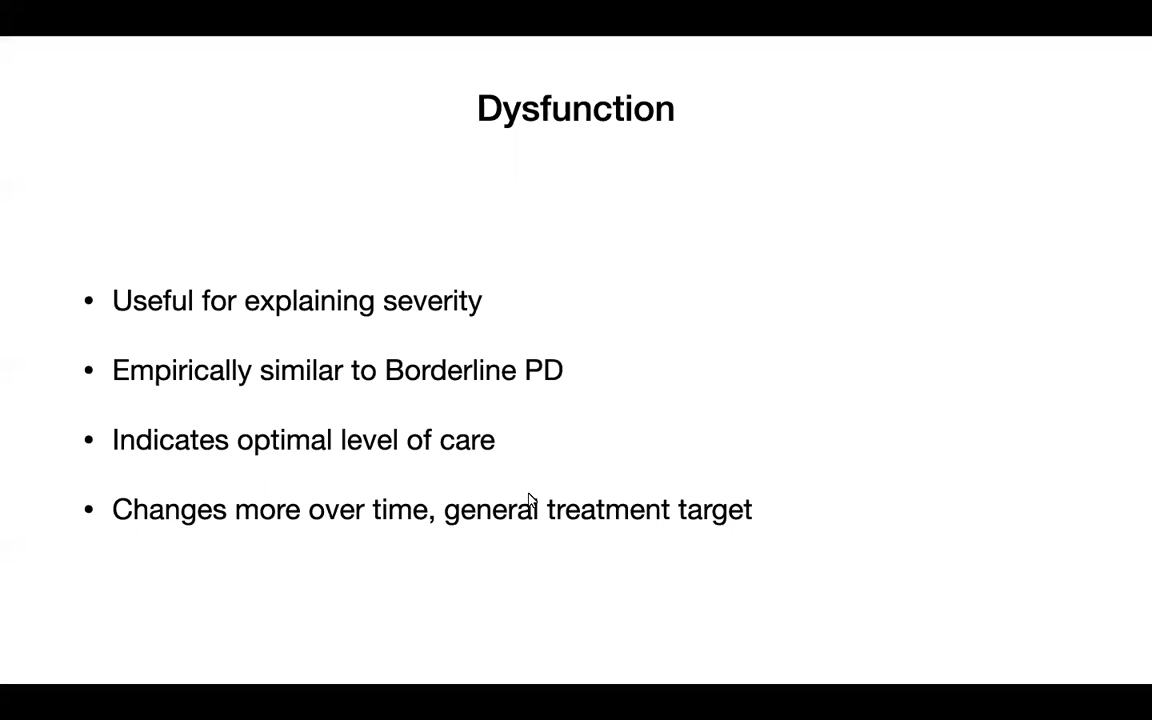 Dysfunction
• Useful for explaining severity
• Empirically similar to Borderline PD
• Indicates optimal level of care
• Changes more over time, general treatment target